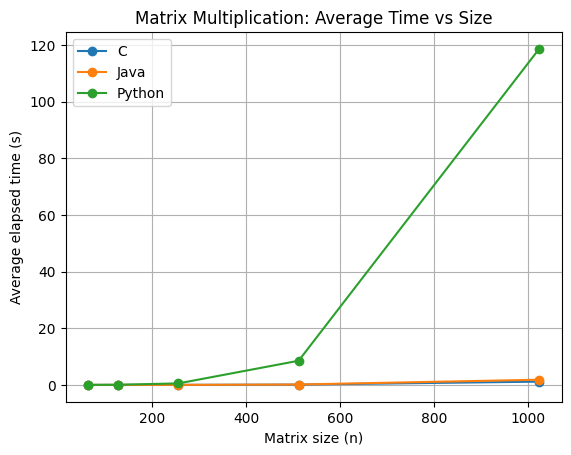 Matrix Multiplication: Average Time vs Size
C
Java
Python
Average elapsed time (s)
120
100
80
60
40
20
0
200
400
600
800
1000
Matrix size (n)